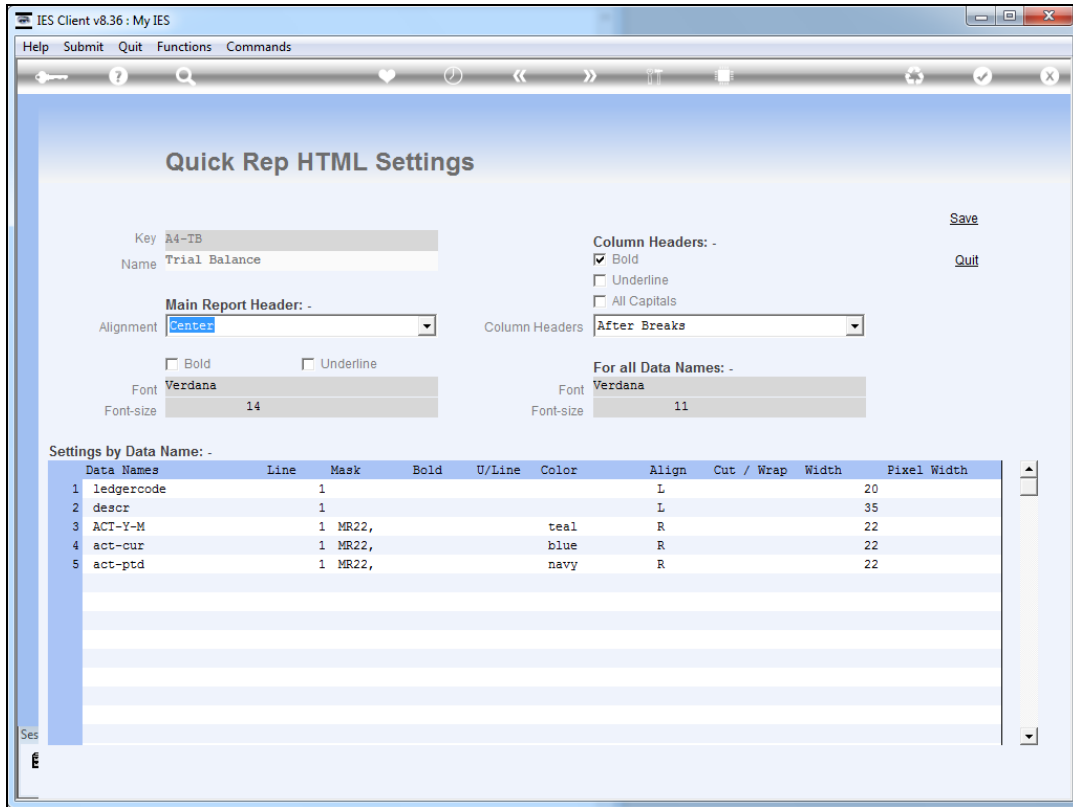 IES Client v8.36 : My IES
Help Submit Quit Functions Commands
Quick Rep HTML Settings
Save
Key A4-TB
Column Headers: -
Name Trial Balance
Bold
Quit
Underline
Main Report Header: -
All Capitals
Alignment Center
Column Headers After Breaks
Bold Underline
For all Data Names: -
Font Verdana
Font Verdana
Font-size 14
Font-size 11
Settings by Data Name: -
Data Names Line Mask Bold U/Line Color Align Cut / Wrap Width Pixel Width
1 ledgercode 1 L 20
2 descr 1 L 35
3 ACT-Y-M 1 MR22, teal R 22
4 act-cur 1 MR22, blue R 22
5 act-ptd 1 MR22, navy R 22
Ses